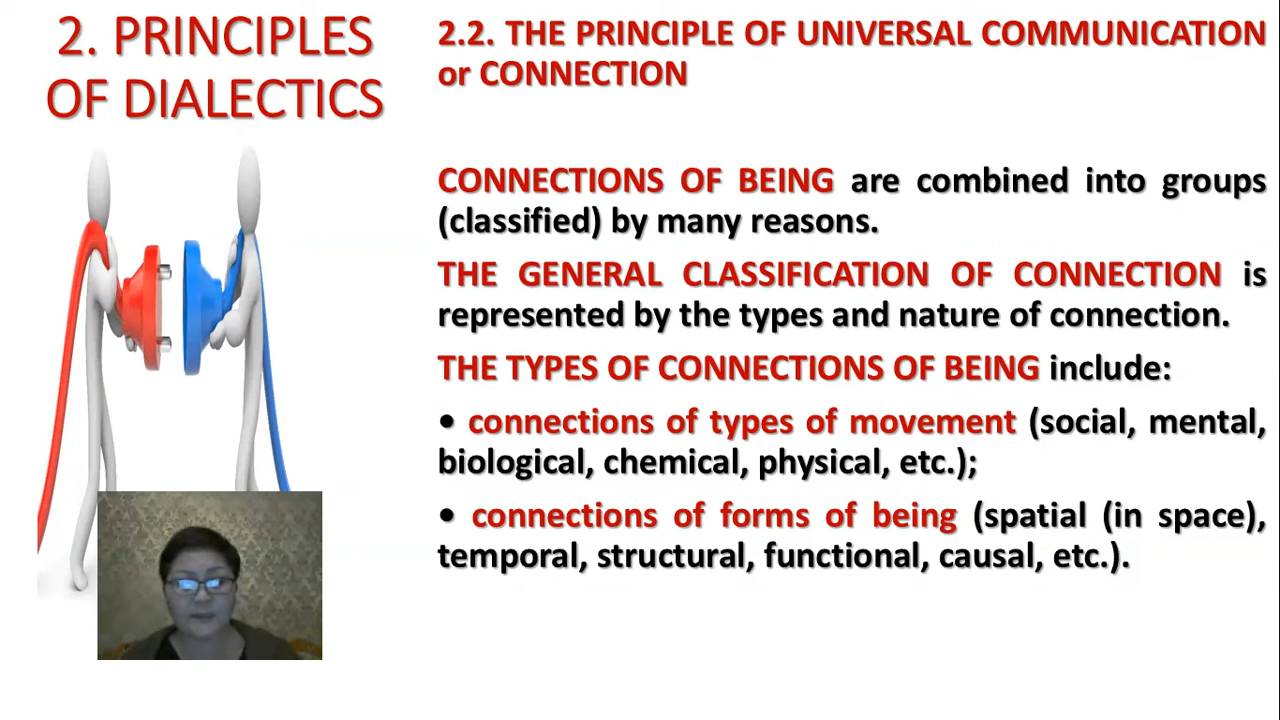 2. PRINCIPLES
OF DIALECTICS
2.2. THE PRINCIPLE OF UNIVERSAL COMMUNICATION
or CONNECTION
CONNECTIONS OF BEING are combined into groups
(classified) by many reasons.
THE GENERAL CLASSIFICATION OF CONNECTION is
represented by the types and nature of connection.
THE TYPES OF CONNECTIONS OF BEING include:
• connections of types of movement (social, mental,
biological, chemical, physical, etc.);
• connections of forms of being (spatial (in space),
temporal, structural, functional, causal, etc.).